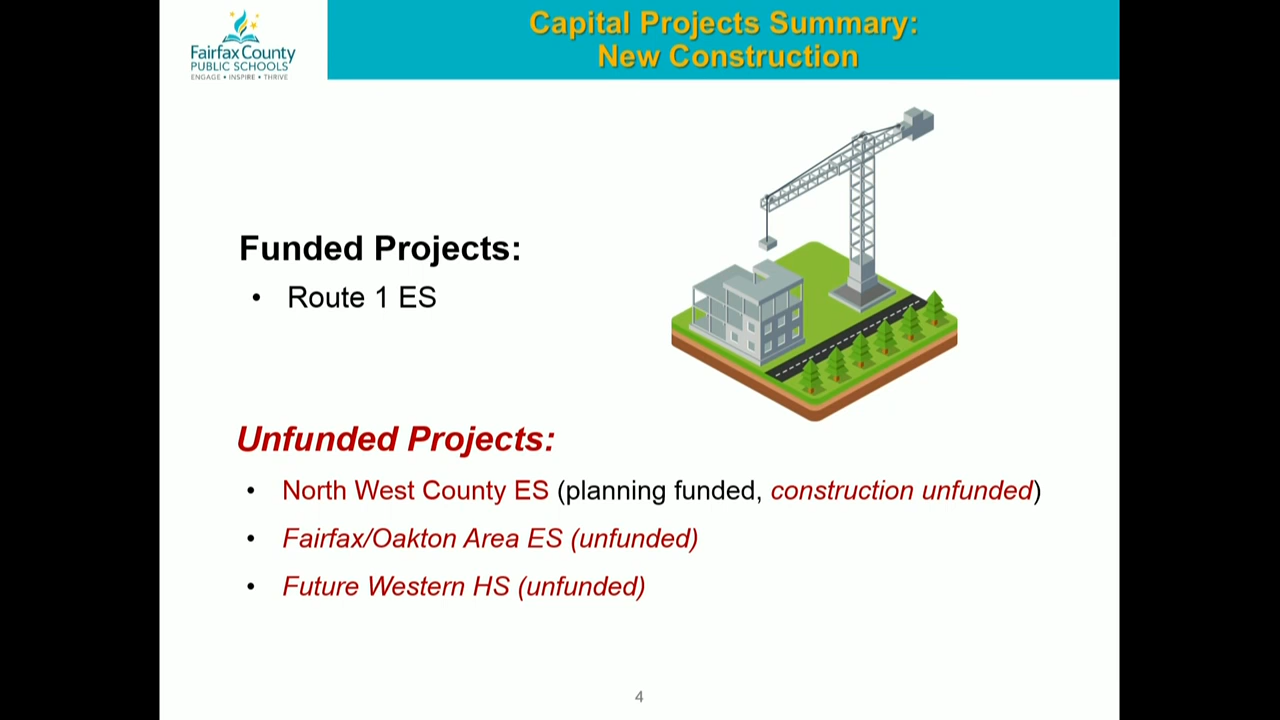 Fairfax County
PUBLIC SCHOOLS
ENGAGE • INSPIRE • THRIVE
Capital Projects Summary:
New Construction
Funded Projects:
• Route 1 ES
Unfunded Projects:
• North West County ES (planning funded, construction unfunded)
• Fairfax/Oakton Area ES (unfunded)
• Future Western HS (unfunded)
4